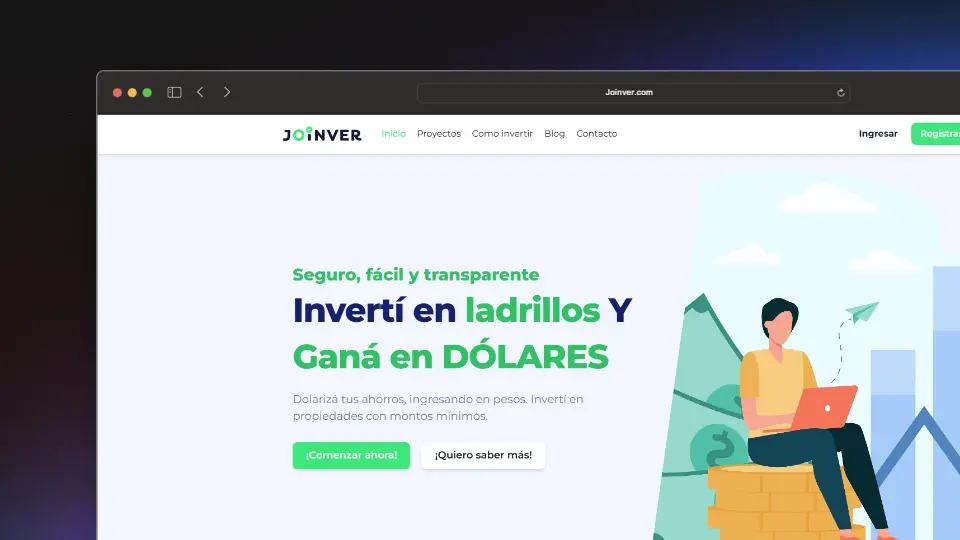 Joinver.com
JOINVER
Inicio Proyectos Como invertir Blog Contacto
Ingresar
Seguro, fácil y transparente
Invertí en ladrillos Y
Ganá en DÓLARES
Dolarizá tus ahorros, ingresando en pesos. Invertí en
propiedades con montos mínimos.
¡Comenzar ahora! ¡Quiero saber más!
$